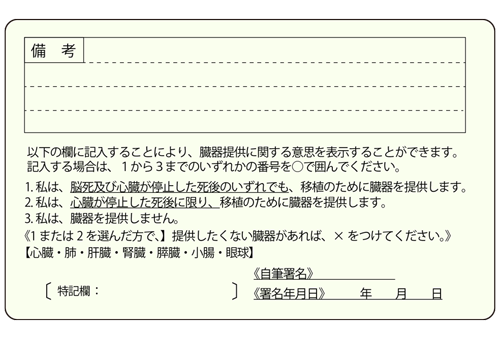 備 考
以下の欄に記入することにより、臓器提供に関する意思を表示することができます。
記入する場合は、１から３までのいずれかの番号を○で囲んでください。
1. 私は、脳死及び心臓が停止した死後のいずれでも、移植のために臓器を提供します。
2. 私は、心臓が停止した死後に限り、移植のために臓器を提供します。
3. 私は、臓器を提供しません。
《1 または 2 を選んだ方で、】提供したくない臓器があれば、× をつけてください。》
【心臓・肺・肝臓・腎臓・膵臓・小腸・眼球】
〔 特記欄： 〕
《自筆署名》
《署名年月日》 年 月 日